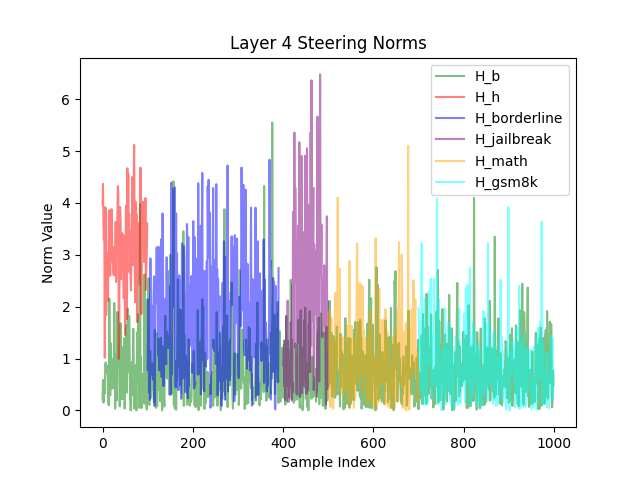 Layer 4 Steering Norms
H_b
H_h
H_borderline
H_jailbreak
H_math
H_gsm8k
Norm Value
6
5
4
3
2
1
0
0
200
400
600
800
1000
Sample Index